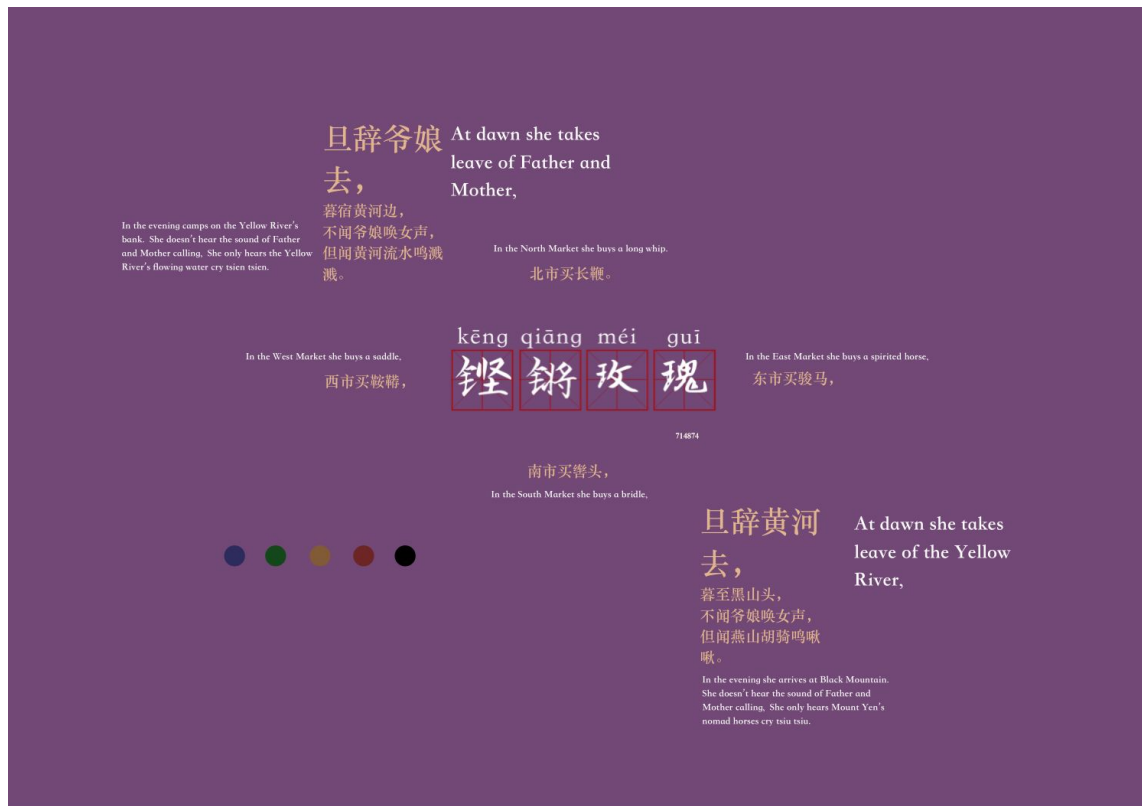 旦辞爷娘
去，
At dawn she takes
leave of Father and
Mother,
暮宿黄河边，
不闻爷娘唤女声，
但闻黄河流水鸣溅
溅。
In the evening camps on the Yellow River's
bank. She doesn't hear the sound of Father
and Mother calling, She only hears the Yellow
River's flowing water cry tsien tsien.
In the North Market she buys a long whip.
北市买长鞭。
kēng qiāng méi guī
铿锵玫瑰
In the West Market she buys a saddle,
西市买鞍鞯，
In the East Market she buys a spirited horse,
东市买骏马，
714874
南市买辔头，
In the South Market she buys a bridle,
旦辞黄河
去，
At dawn she takes
leave of the Yellow
River,
暮至黑山头，
不闻爷娘唤女声，
但闻燕山胡骑鸣啾
啾。
In the evening she arrives at Black Mountain.
She doesn't hear the sound of Father and
Mother calling, She only hears Mount Yen's
nomad horses cry tsiu tsiu.